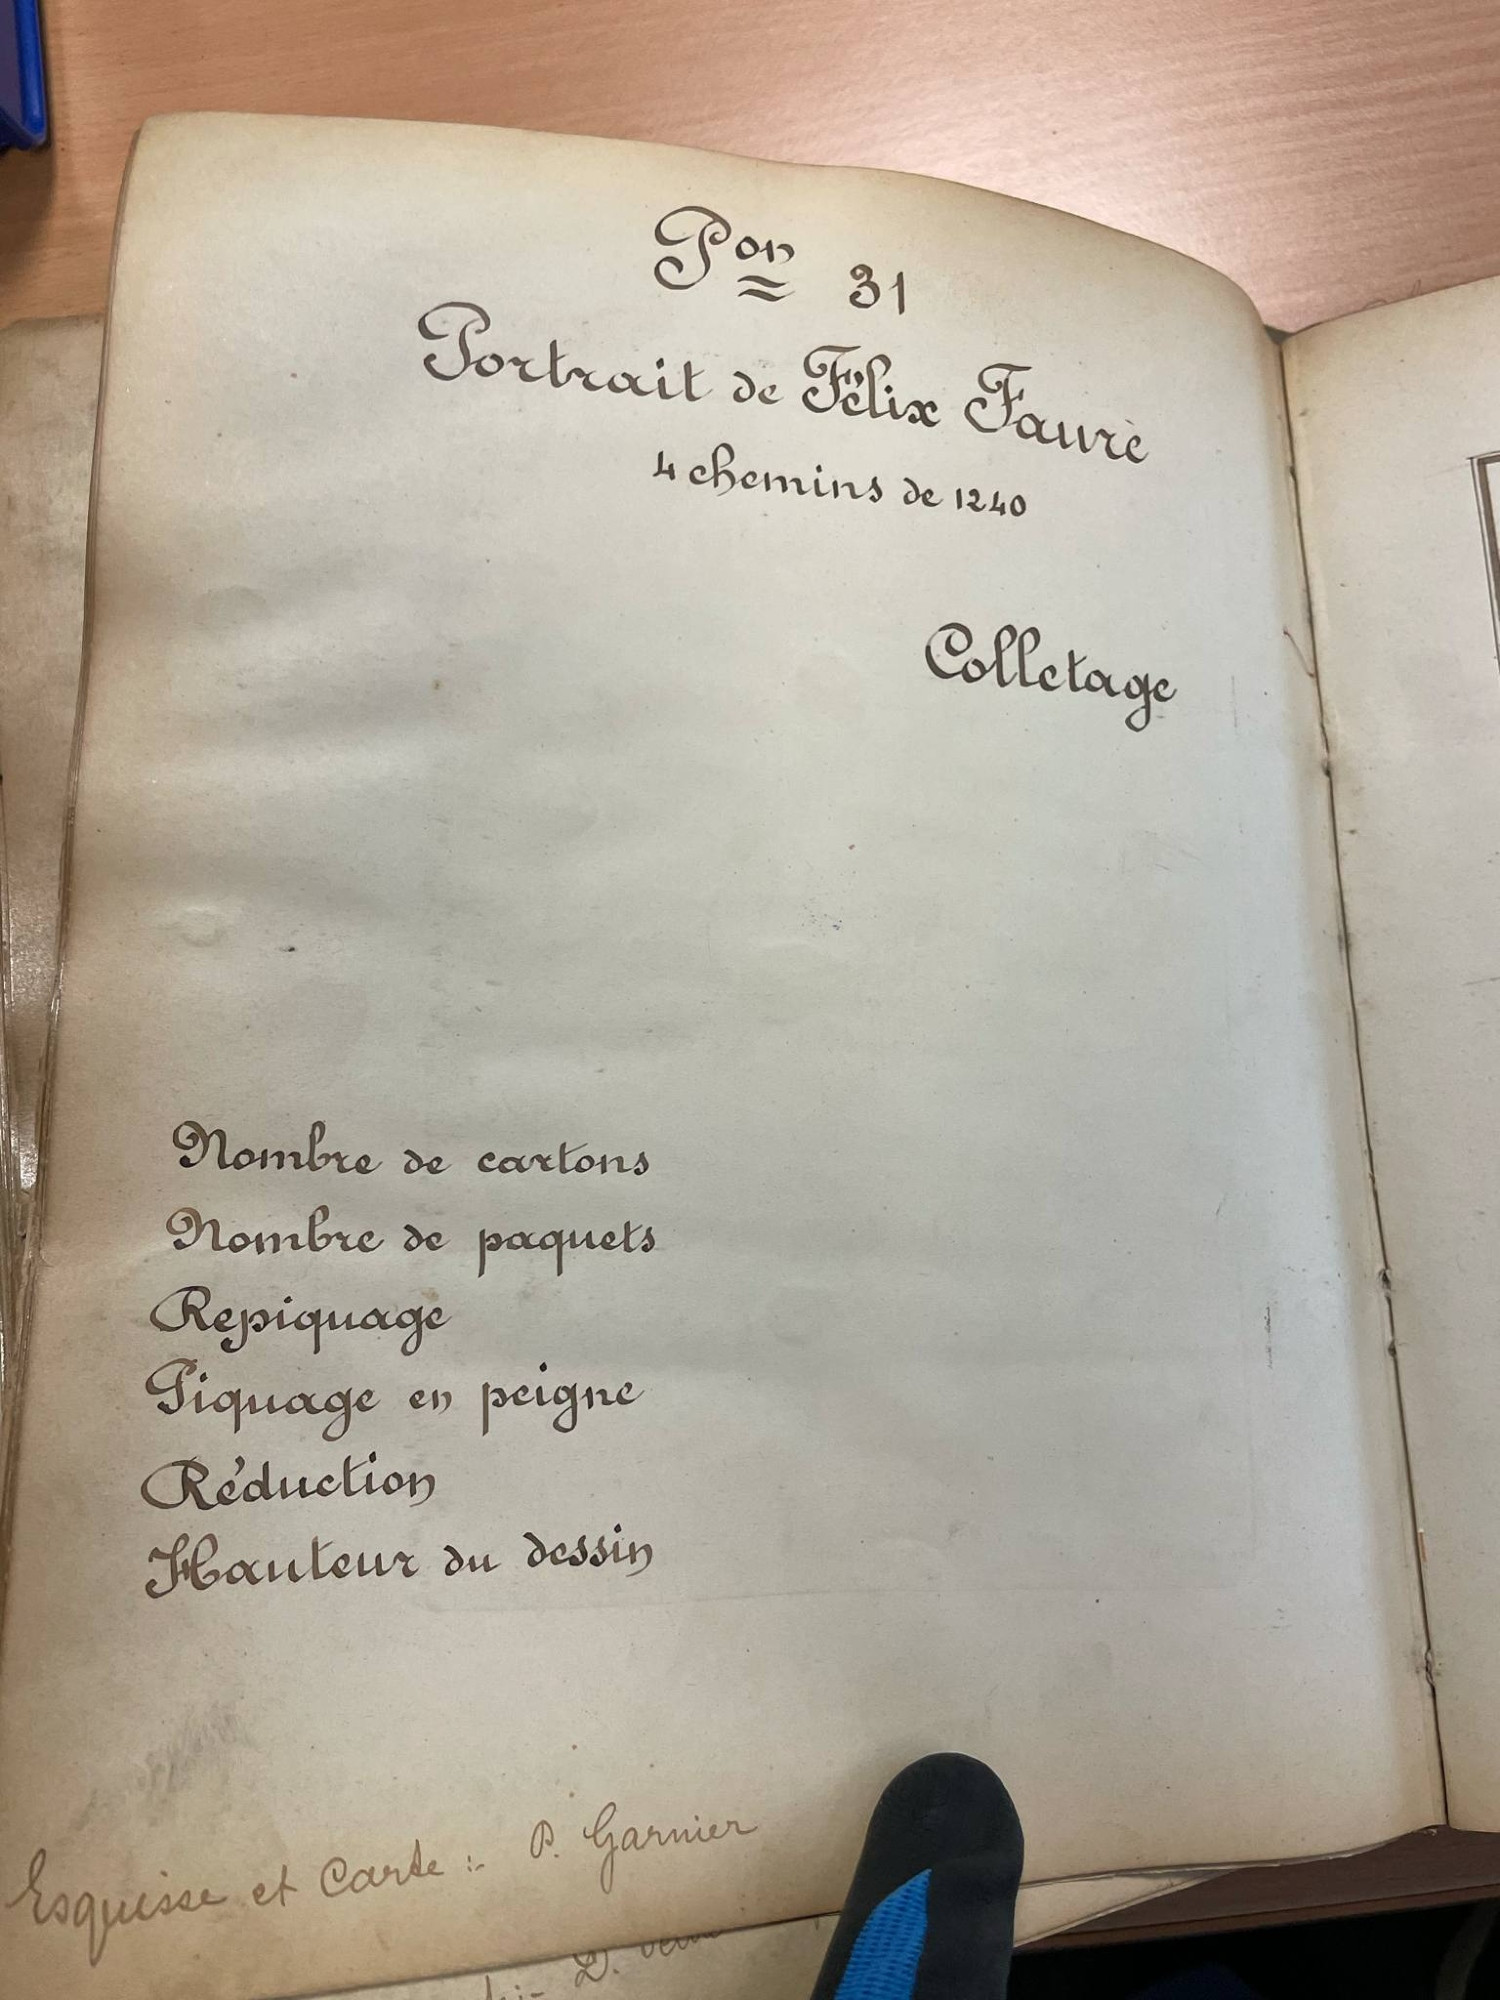 Pon 31
Portrait de Félix Faure
4 chemins de 1240
Colletage
Nombre de cartons
Nombre de paquets
Repiquage
Piquage en peigne
Réduction
Hauteur du dessin
Esquisse et Carte :- P. Garnier